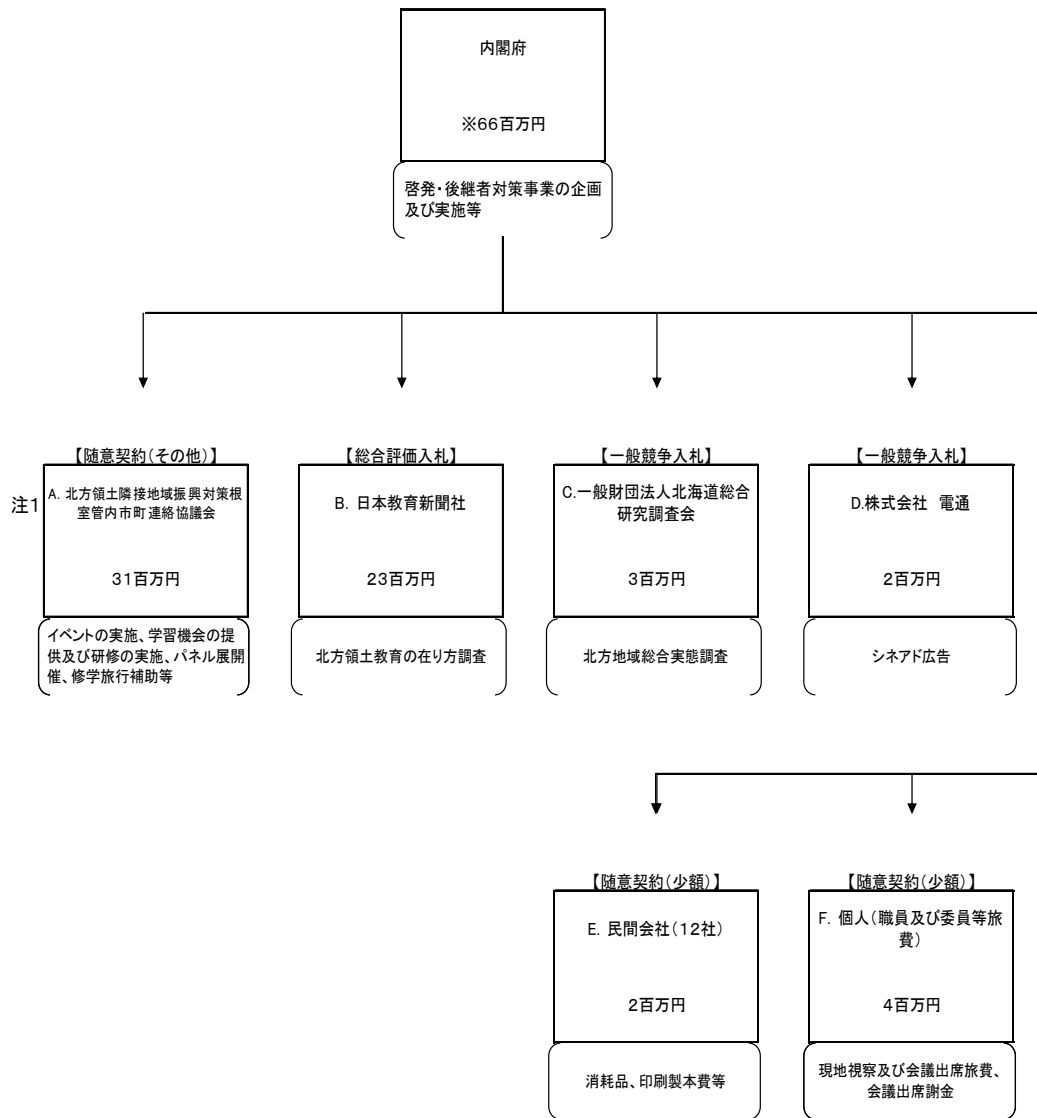 内閣府
※66百万円
啓発・後継者対策事業の企画
及び実施等
【随意契約(その他)】
注1
A. 北方領土隣接地域振興対策根
室管内市町連絡協議会
31百万円
イベントの実施、学習機会の提
供及び研修の実施、パネル展開
催、修学旅行補助等
【総合評価入札】
B. 日本教育新聞社
23百万円
北方領土教育の在り方調査
【一般競争入札】
C.一般財団法人北海道総合
研究調査会
3百万円
北方地域総合実態調査
【一般競争入札】
D.株式会社 電通
2百万円
シネアド広告
【随意契約(少額)】
E. 民間会社(12社)
2百万円
消耗品、印刷製本費等
【随意契約(少額)】
F. 個人(職員及び委員等旅
費)
4百万円
現地視察及び会議出席旅費、
会議出席謝金